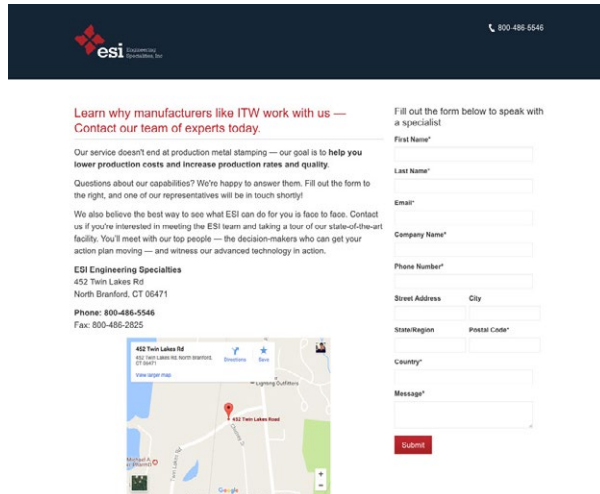 800-486-5546
esi Engineering
Specialties, Inc
Learn why manufacturers like ITW work with us —
Contact our team of experts today.
Our service doesn't end at production metal stamping — our goal is to help you
lower production costs and increase production rates and quality.
Questions about our capabilities? We're happy to answer them. Fill out the form to
the right, and one of our representatives will be in touch shortly!
We also believe the best way to see what ESI can do for you is face to face. Contact
us if you're interested in meeting the ESI team and taking a tour of our state-of-the-art
facility. You'll meet with our top people — the decision-makers who can get your
action plan moving — and witness our advanced technology in action.
ESI Engineering Specialties
452 Twin Lakes Rd
North Branford, CT 06471
Phone: 800-486-5546
Fax: 800-486-2825
452 Twin Lakes Rd
452 Twin Lakes Rd, North Branford,
CT 06471
View larger map
Directions
Save
Lighting Outfitters
452 Twin Lakes Road
Twin Lakes Rd
Michael A.
Google
+
−
Fill out the form below to speak with
a specialist
First Name*
Last Name*
Email*
Company Name*
Phone Number*
Street Address City
State/Region Postal Code*
Country*
Message*
Submit